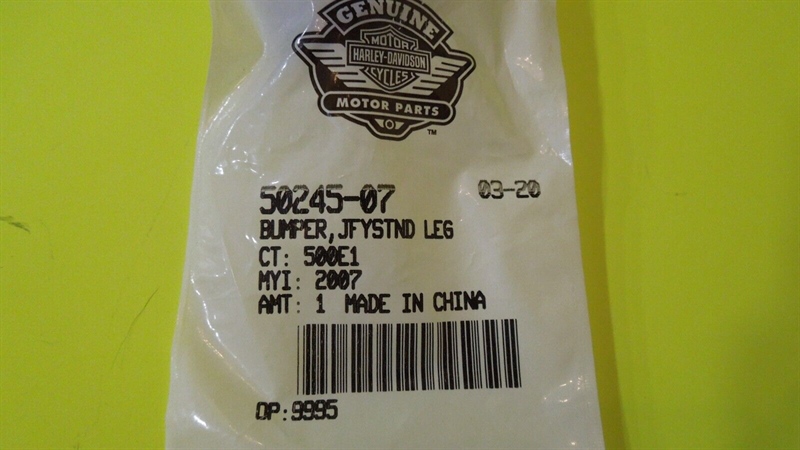 GENUINE
MOTOR
HARLEY-DAVIDSON
CYCLES
MOTOR PARTS
TM
50245-07 03-20
BUMPER,JFYSTND LEG
CT: 500E1
MYI: 2007
AMT: 1 MADE IN CHINA
OP:9995